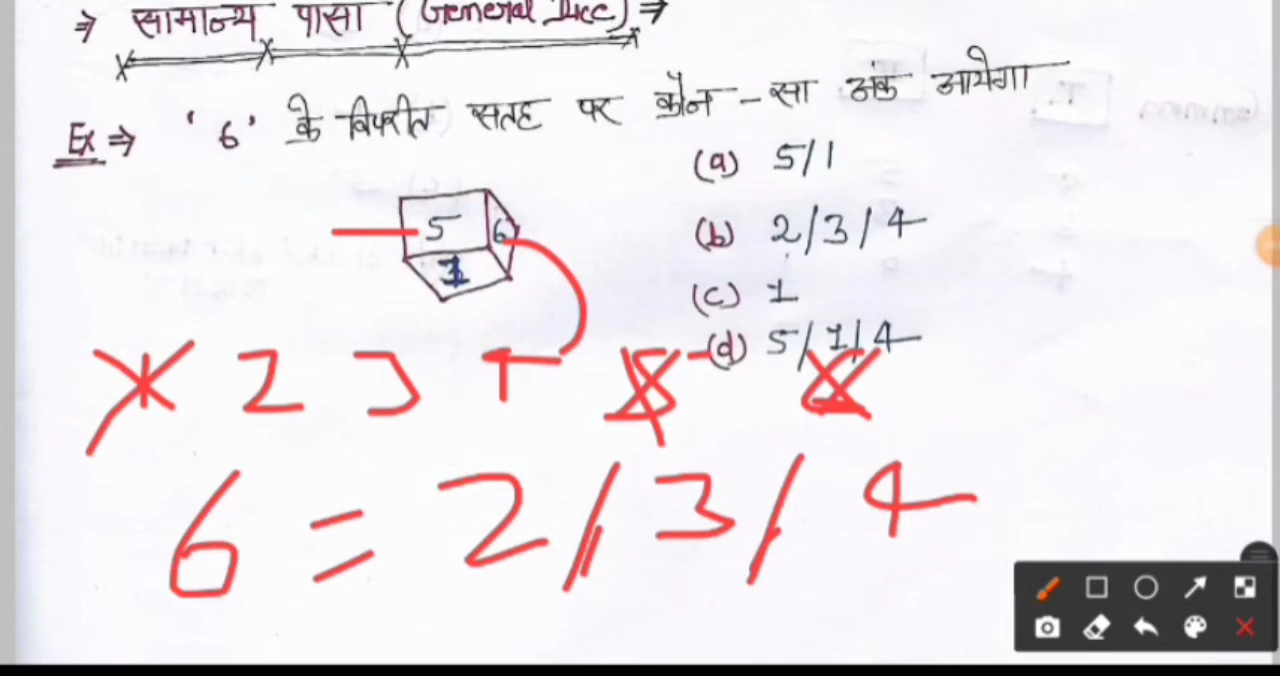 ⇒ सामान्य पासा (General Dice) ⇒
Ex ⇒ '6' के विपरीत सतह पर कौन-सा अंक आयेगा
(a) 5/1
(b) 2/3/4
(c) 1
(d) 5/1/4
5 6
1
1 2 3 4 5 6
6 = 2/3/4